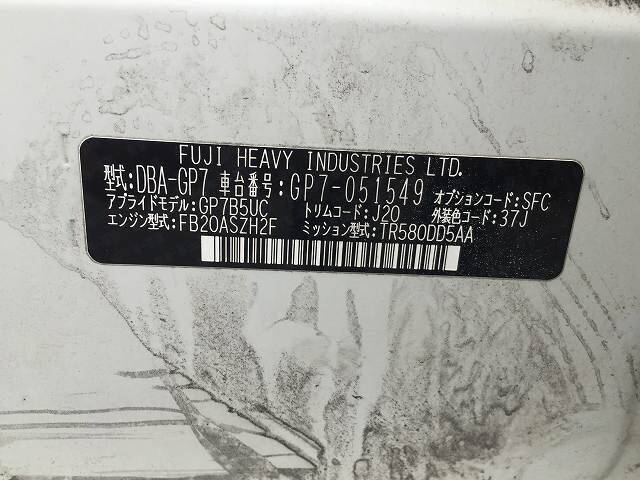 FUJI HEAVY INDUSTRIES LTD.
型式:DBA-GP7 車台番号:GP7-051549 オプションコード:SFC
アプライドモデル:GP7B5UC トリムコード:J20 外装色コード:37J
エンジン型式:FB20ASZH2F ミッション型式:TR580DD5AA